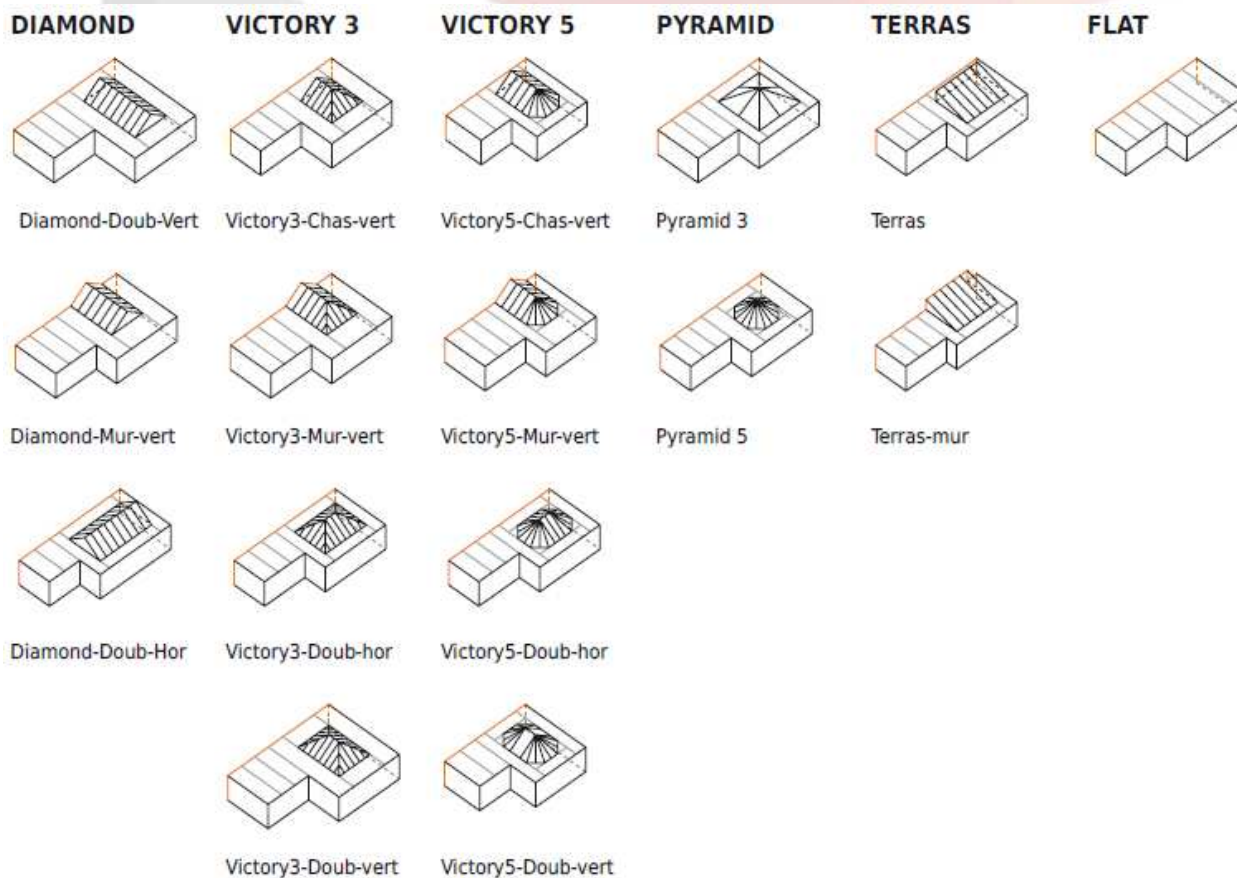 DIAMOND VICTORY 3 VICTORY 5 PYRAMID TERRAS FLAT
Diamond-Doub-Vert Victory3-Chas-vert Victory5-Chas-vert Pyramid 3 Terras
Diamond-Mur-vert Victory3-Mur-vert Victory5-Mur-vert Pyramid 5 Terras-mur
Diamond-Doub-Hor Victory3-Doub-hor Victory5-Doub-hor
Victory3-Doub-vert Victory5-Doub-vert